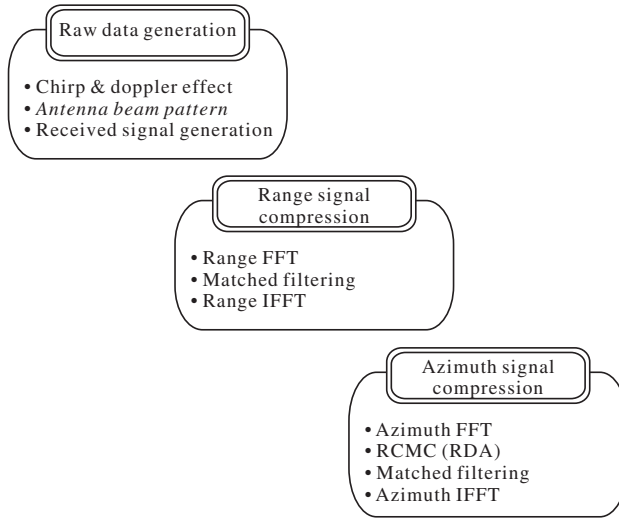 Raw data generation
• Chirp & doppler effect
• Antenna beam pattern
• Received signal generation
Range signal
compression
• Range FFT
• Matched filtering
• Range IFFT
Azimuth signal
compression
• Azimuth FFT
• RCMC (RDA)
• Matched filtering
• Azimuth IFFT